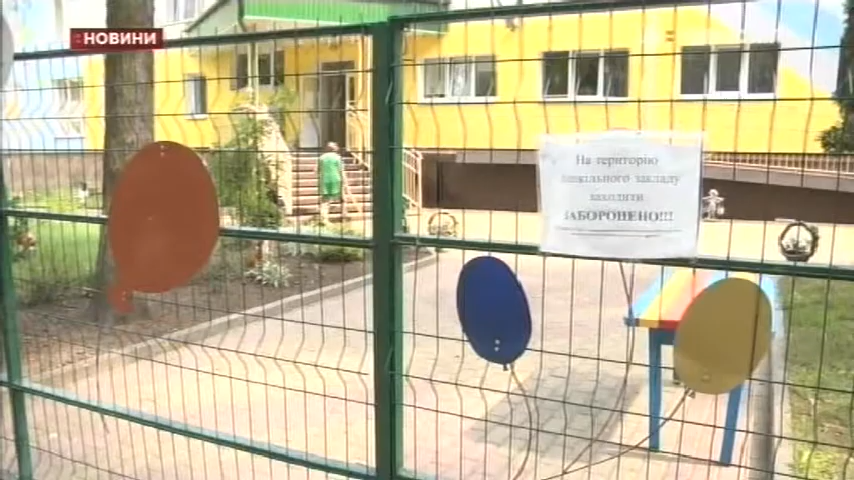 НОВИНИ
На територію
дошкільного закладу
заходити
ЗАБОРОНЕНО!!!